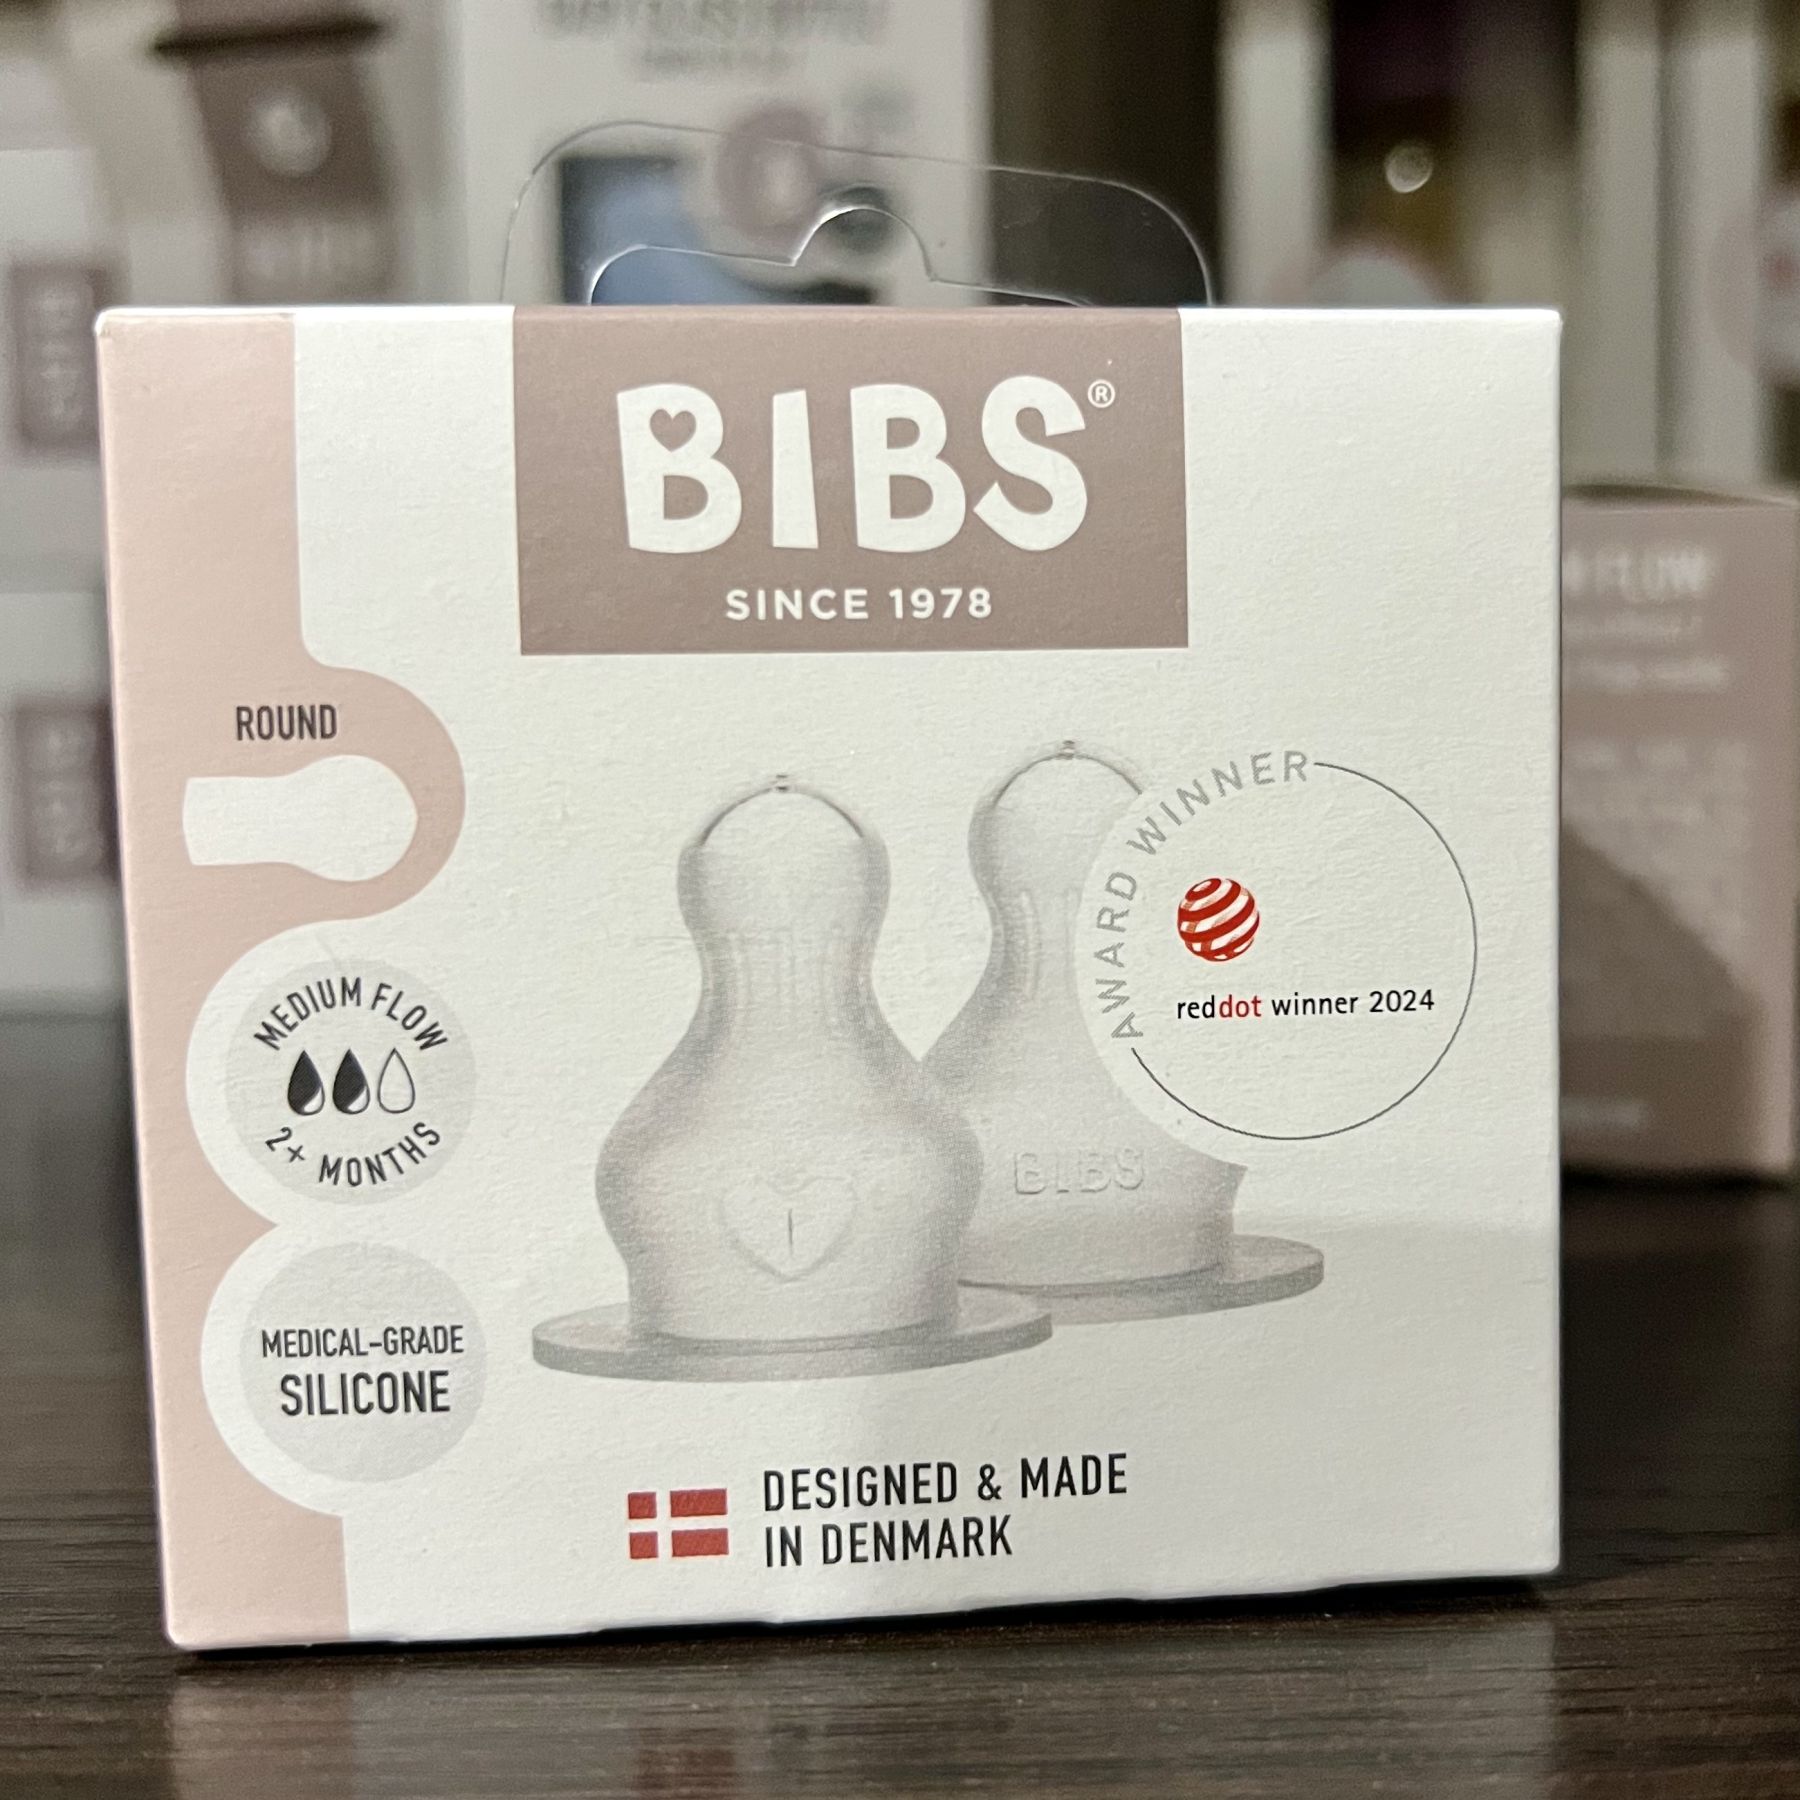 BIBS®
SINCE 1978
ROUND
MEDIUM FLOW
2+ MONTHS
MEDICAL-GRADE
SILICONE
AWARD WINNER
reddot winner 2024
BIBS
DESIGNED & MADE
IN DENMARK
FLOW